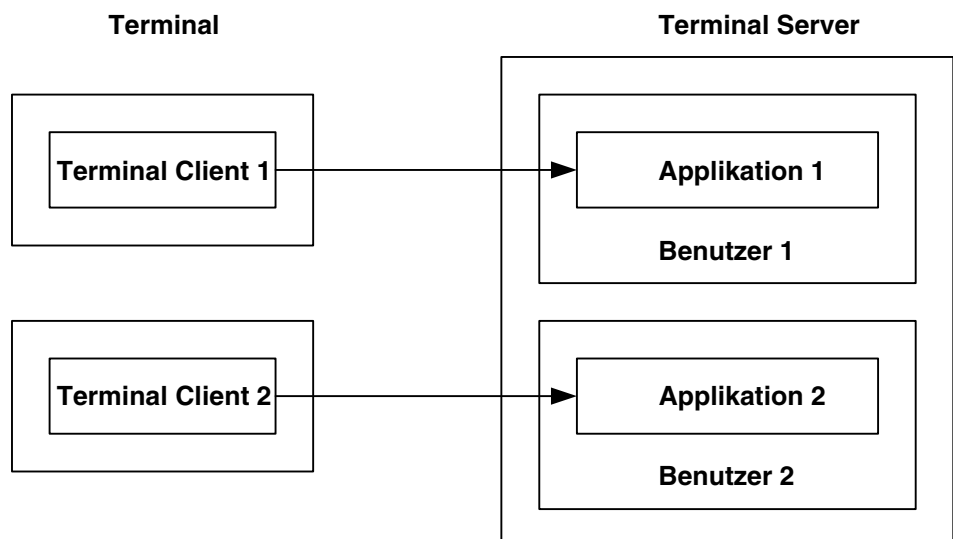 Terminal
Terminal Server
Terminal Client 1
Applikation 1
Benutzer 1
Terminal Client 2
Applikation 2
Benutzer 2